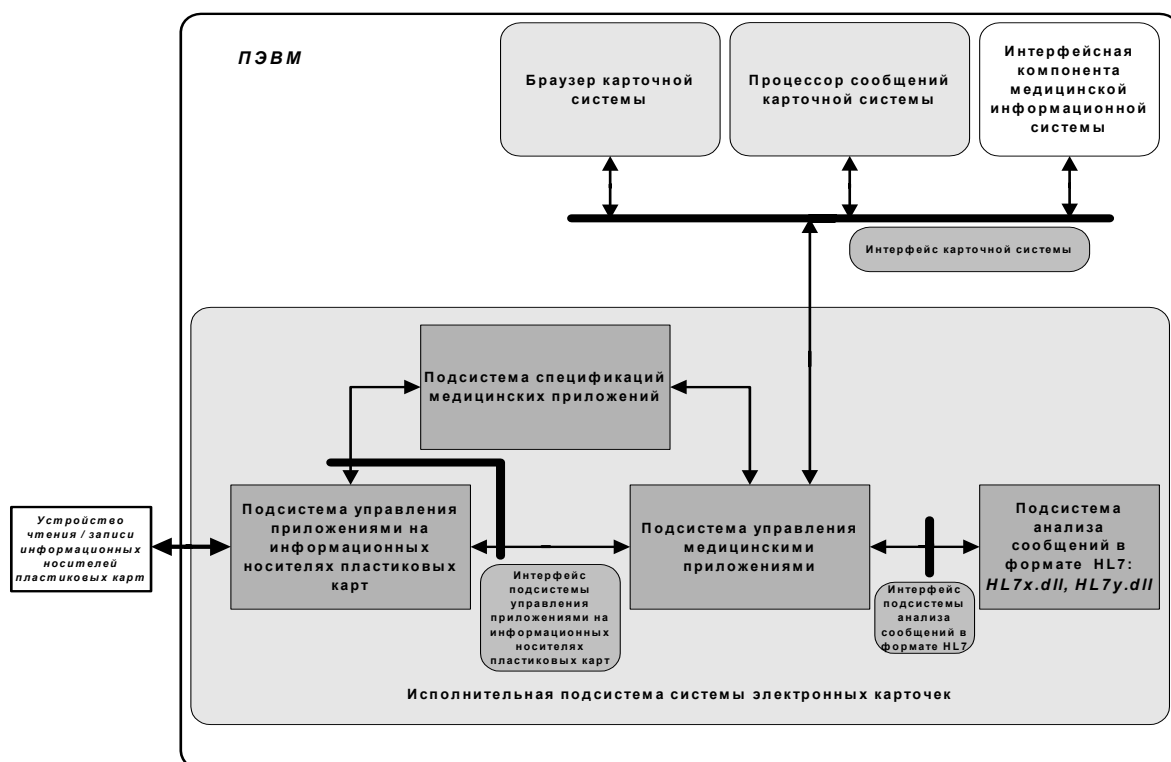 ПЭВМ
Браузер карточной
системы
Процессор сообщений
карточной системы
Интерфейсная
компонента
медицинской
информационной
системы
Интерфейс карточной системы
Подсистема спецификаций
медицинских приложений
Устройство
чтения / записи
информационных
носителей
пластиковых карт
Подсистема управления
приложениями на
информационных
носителях пластиковых
карт
Интерфейс
подсистемы
управления
приложениями на
информационных
носителях
пластиковых карт
Подсистема управления
медицинскими
приложениями
Интерфейс
подсистемы
анализа
сообщений в
формате HL7
Подсистема
анализа
сообщений в
формате HL7:
HL7x.dll, HL7y.dll
Исполнительная подсистема системы электронных карточек